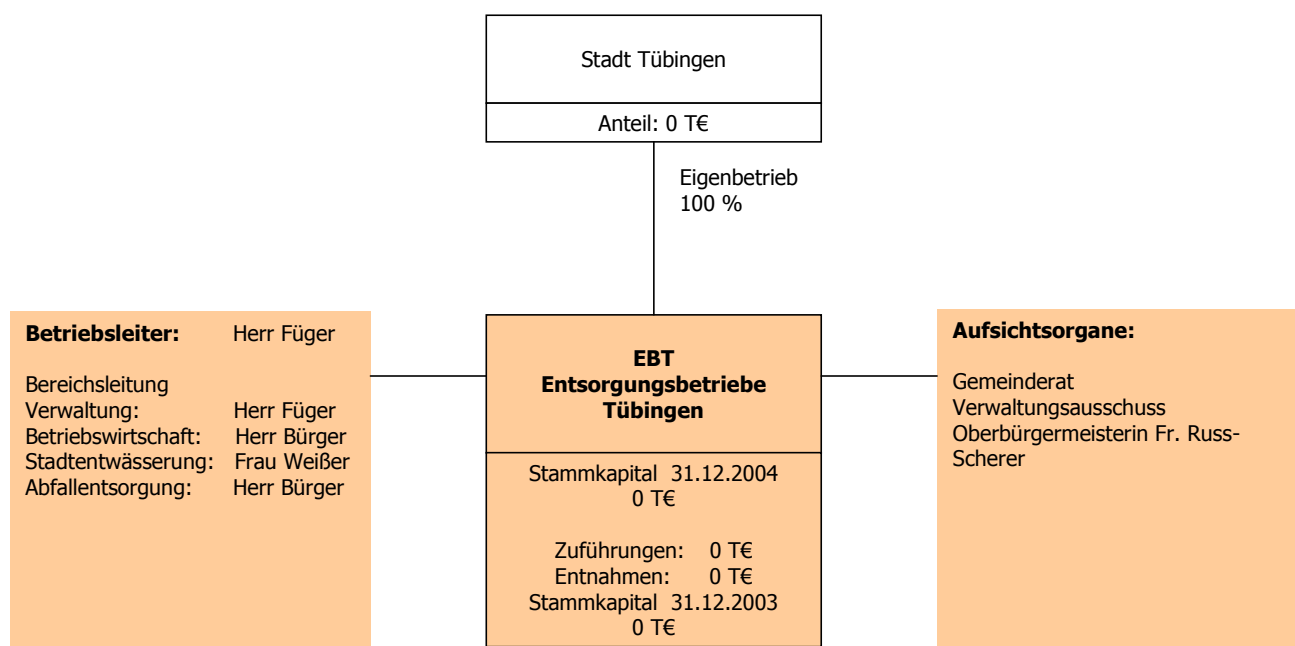 Stadt Tübingen
Anteil: 0 T€
Eigenbetrieb
100 %
Betriebsleiter: Herr Füger
Bereichsleitung
Verwaltung: Herr Füger
Betriebswirtschaft: Herr Bürger
Stadtentwässerung: Frau Weißer
Abfallentsorgung: Herr Bürger
EBT
Entsorgungsbetriebe
Tübingen
Stammkapital 31.12.2004
0 T€
Zuführungen: 0 T€
Entnahmen: 0 T€
Stammkapital 31.12.2003
0 T€
Aufsichtsorgane:
Gemeinderat
Verwaltungsausschuss
Oberbürgermeisterin Fr. Russ-
Scherer